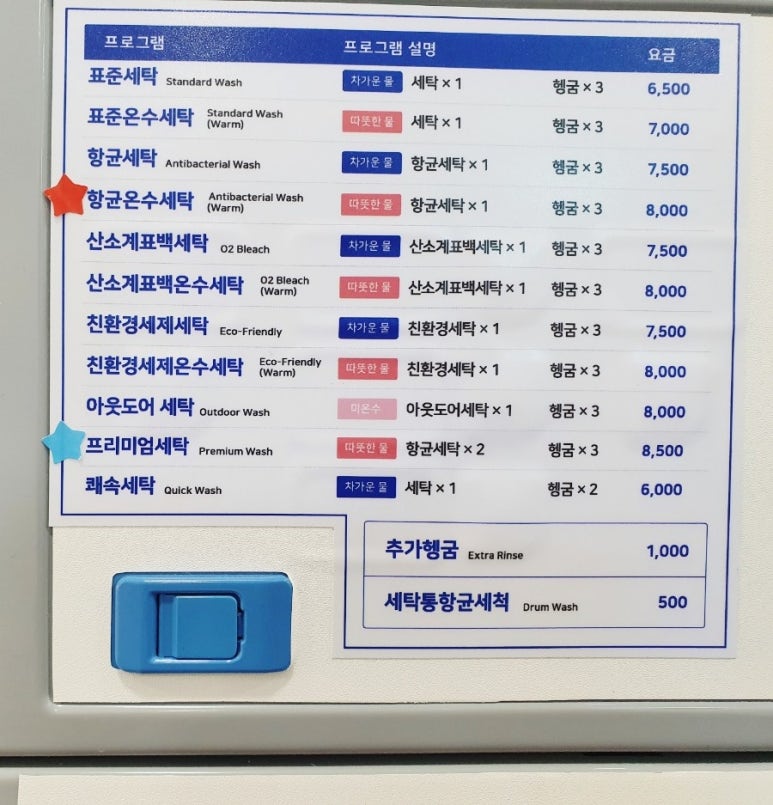 프로그램 프로그램 설명 요금
표준세탁 Standard Wash 차가운 물 세탁 × 1 헹굼 × 3 6,500
표준온수세탁 Standard Wash (Warm) 따뜻한 물 세탁 × 1 헹굼 × 3 7,000
항균세탁 Antibacterial Wash 차가운 물 항균세탁 × 1 헹굼 × 3 7,500
항균온수세탁 Antibacterial Wash (Warm) 따뜻한 물 항균세탁 × 1 헹굼 × 3 8,000
산소계표백세탁 O2 Bleach 차가운 물 산소계표백세탁 × 1 헹굼 × 3 7,500
산소계표백온수세탁 O2 Bleach (Warm) 따뜻한 물 산소계표백세탁 × 1 헹굼 × 3 8,000
친환경세제세탁 Eco-Friendly 차가운 물 친환경세탁 × 1 헹굼 × 3 7,500
친환경세제온수세탁 Eco-Friendly (Warm) 따뜻한 물 친환경세탁 × 1 헹굼 × 3 8,000
아웃도어 세탁 Outdoor Wash 미온수 아웃도어세탁 × 1 헹굼 × 3 8,000
프리미엄세탁 Premium Wash 따뜻한 물 항균세탁 × 2 헹굼 × 3 8,500
쾌속세탁 Quick Wash 차가운 물 세탁 × 1 헹굼 × 2 6,000
추가헹굼 Extra Rinse 1,000
세탁통항균세척 Drum Wash 500